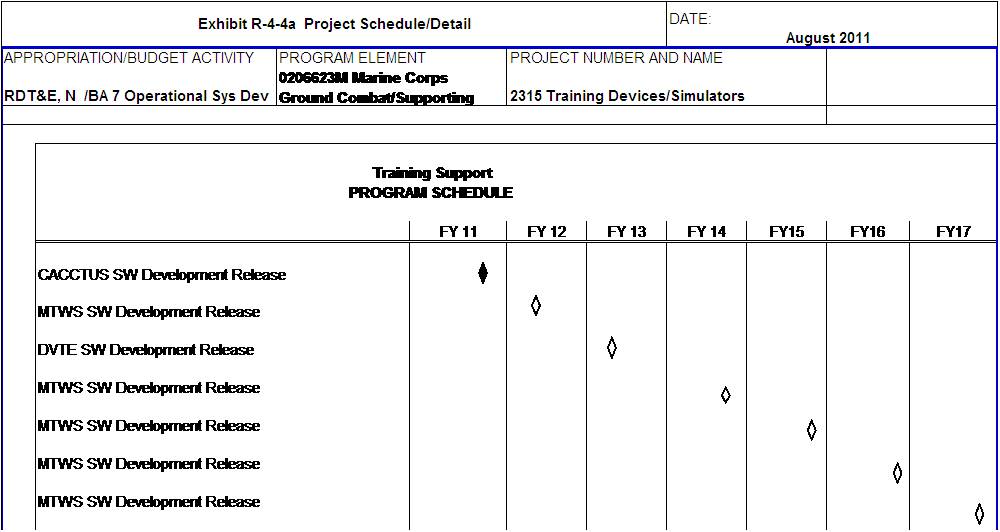 Exhibit R-4-4a Project Schedule/Detail
DATE:
August 2011
APPROPRIATION/BUDGET ACTIVITY
PROGRAM ELEMENT
PROJECT NUMBER AND NAME
0206623M Marine Corps
RDT&E, N /BA 7 Operational Sys Dev
Ground Combat/Supporting
2315 Training Devices/Simulators
Training Support
PROGRAM SCHEDULE
FY 11 FY 12 FY 13 FY 14 FY15 FY16 FY17
CACCTUS SW Development Release
MTWS SW Development Release
DVTE SW Development Release
MTWS SW Development Release
MTWS SW Development Release
MTWS SW Development Release
MTWS SW Development Release